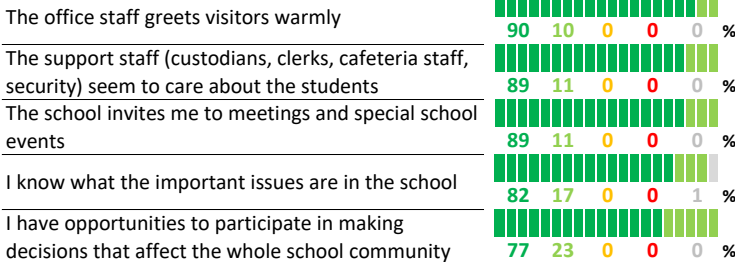 The office staff greets visitors warmly
90 10 0 0 0 %
The support staff (custodians, clerks, cafeteria staff,
security) seem to care about the students
89 11 0 0 0 %
The school invites me to meetings and special school
events
89 11 0 0 0 %
I know what the important issues are in the school
82 17 0 0 1 %
I have opportunities to participate in making
decisions that affect the whole school community
77 23 0 0 0 %